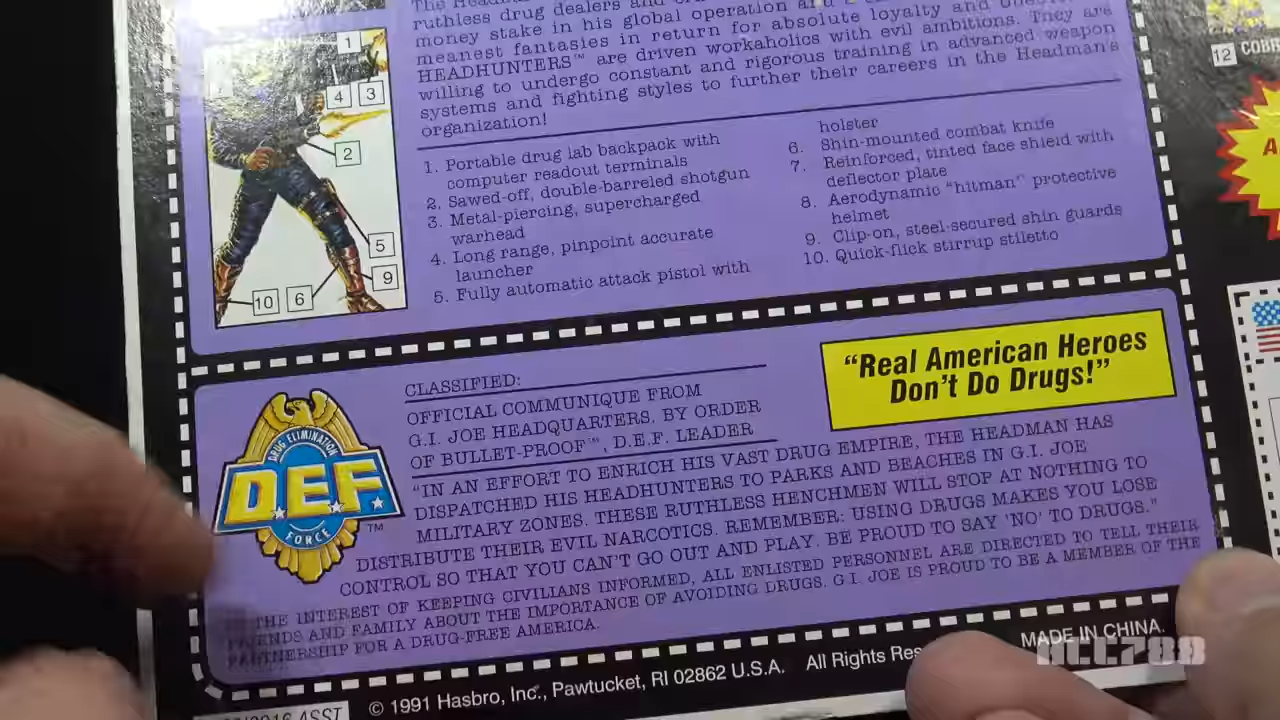 The Headm
ruthless drug dealers and
money stake in his global operation
meanest fantasies in return for absolute loyalty and
HEADHUNTERS™ are driven workaholics with evil ambitions. They are
willing to undergo constant and rigorous training in advanced weapon
systems and fighting styles to further their careers in the Headman's
organization!
1. Portable drug lab backpack with
computer readout terminals
2. Sawed-off, double-barreled shotgun
3. Metal-piercing, supercharged
warhead
4. Long range, pinpoint accurate
launcher
5. Fully automatic attack pistol with
holster
6. Shin-mounted combat knife
7. Reinforced, tinted face shield with
deflector plate
8. Aerodynamic "hitman" protective
helmet
9. Clip-on, steel-secured shin guards
10. Quick-flick stirrup stiletto
1
4 3
2
5
9
10 6
12 COBR
A
DRUG ELIMINATION
D.E.F.
FORCE
™
CLASSIFIED:
OFFICIAL COMMUNIQUE FROM
G.I. JOE HEADQUARTERS, BY ORDER
OF BULLET-PROOF™, D.E.F. LEADER
"Real American Heroes
Don't Do Drugs!"
"IN AN EFFORT TO ENRICH HIS VAST DRUG EMPIRE, THE HEADMAN HAS
DISPATCHED HIS HEADHUNTERS TO PARKS AND BEACHES IN G.I. JOE
MILITARY ZONES. THESE RUTHLESS HENCHMEN WILL STOP AT NOTHING TO
DISTRIBUTE THEIR EVIL NARCOTICS. REMEMBER: USING DRUGS MAKES YOU LOSE
CONTROL SO THAT YOU CAN'T GO OUT AND PLAY. BE PROUD TO SAY 'NO' TO DRUGS."
THE INTEREST OF KEEPING CIVILIANS INFORMED, ALL ENLISTED PERSONNEL ARE DIRECTED TO TELL THEIR
FRIENDS AND FAMILY ABOUT THE IMPORTANCE OF AVOIDING DRUGS. G.I. JOE IS PROUD TO BE A MEMBER OF THE
PARTNERSHIP FOR A DRUG-FREE AMERICA.
ASST
© 1991 Hasbro, Inc., Pawtucket, RI 02862 U.S.A. All Rights Res
MADE IN CHINA.
HCC788